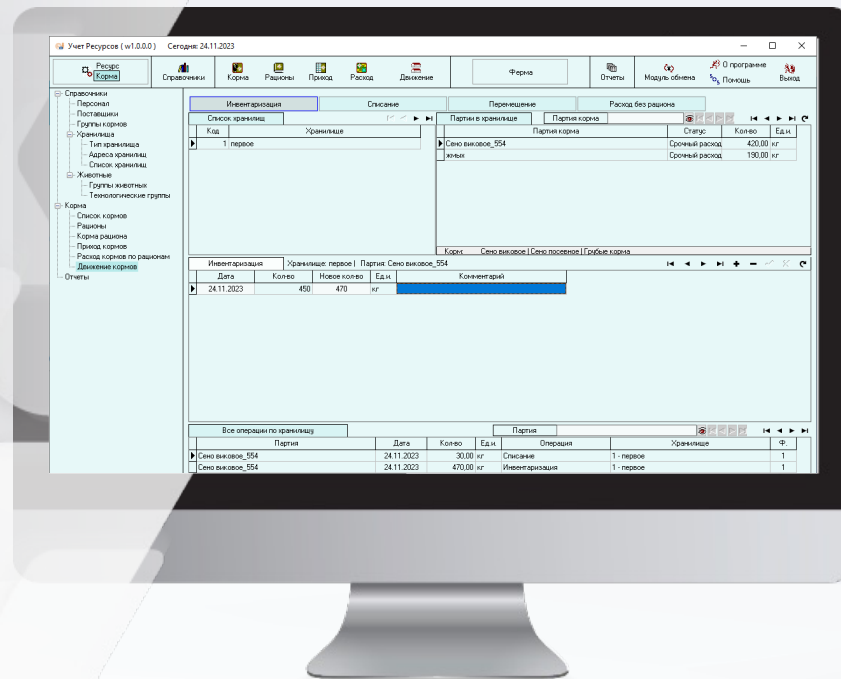 Учет Ресурсов ( w1.0.0.0 ) Сегодня: 24.11.2023
Ресурс
Корма
Справочники
Корма
Рационы
Приход
Расход
Движение
Ферма
Отчеты
Модуль обмена
О программе
Помощь
Выход
Справочники
Персонал
Поставщики
Группы кормов
Хранилища
Тип хранилища
Адреса хранилищ
Список хранилищ
Животные
Группы животных
Технологические группы
Корма
Список кормов
Рационы
Корма рациона
Приход кормов
Расход кормов по рационам
Движение кормов
Отчеты
Инвентаризация Списание Перемещение Расход без рациона
Список хранилищ
Код Хранилище
1 первое
Партии в хранилище Партия корма
Партия корма Статус Кол-во Ед.и.
Сено виковое_554 Срочный расход 420,00 кг
жмых Срочный расход 190,00 кг
Корм: Сено виковое | Сено посевное | Грубые корма
Инвентаризация Хранилище: первое | Партия: Сено виковое_554
Дата Кол-во Новое кол-во Ед.и. Комментарий
24.11.2023 450 470 кг
Все операции по хранилищу Партия
Партия Дата Кол-во Ед.и. Операция Хранилище Ф.
Сено виковое_554 24.11.2023 30,00 кг Списание 1 - первое 1
Сено виковое_554 24.11.2023 470,00 кг Инвентаризация 1 - первое 1